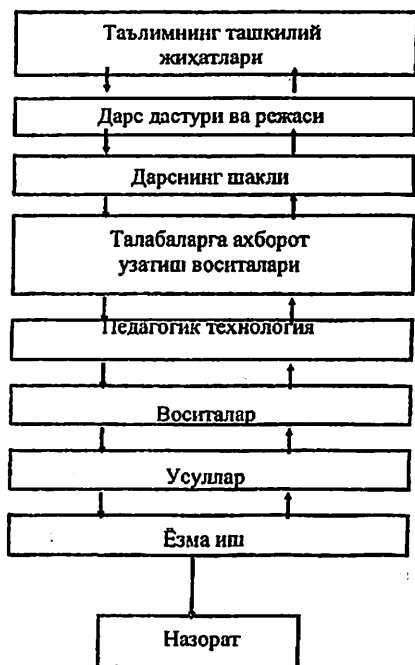 Таълимнинг ташкилий
жиҳатлари
Дарс дастури ва режаси
Дарснинг шакли
Талабаларга ахборот
узатиш воситалари
Педагогик технология
Воситалар
Усуллар
Ёзма иш
Назорат